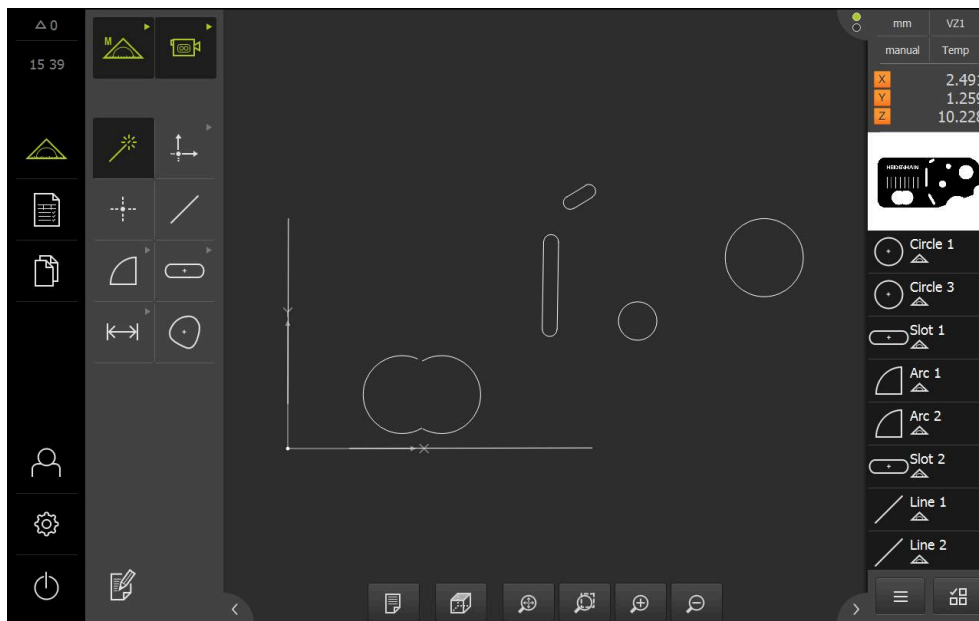 0
15 39
M
mm VZ1
manual Temp
X 2.491
Y 1.259
Z 10.228
HEIDENHAIN
Circle 1
Circle 3
Slot 1
Arc 1
Arc 2
Slot 2
Line 1
Line 2
Y
X